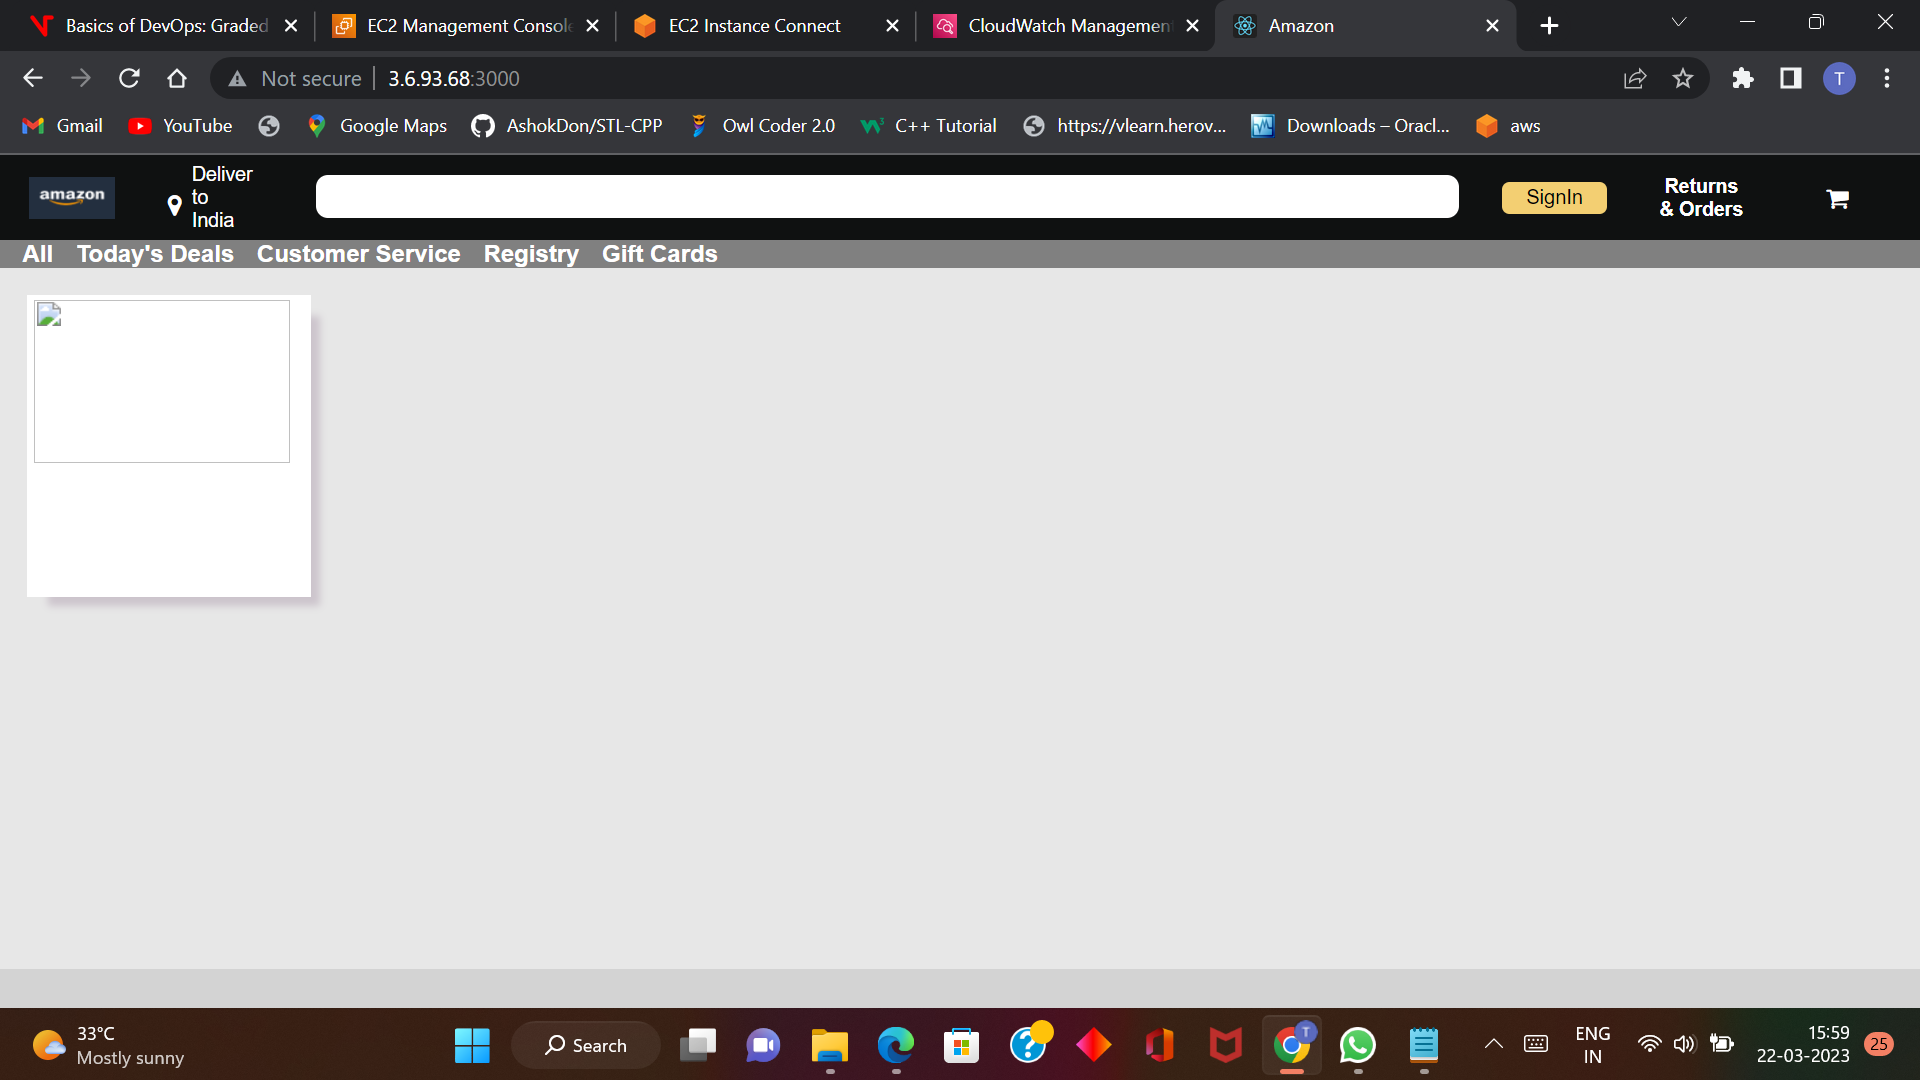 Basics of DevOps: Graded
EC2 Management Console
EC2 Instance Connect
CloudWatch Management
Amazon
Not secure
3.6.93.68:3000
T
Gmail
YouTube
Google Maps
AshokDon/STL-CPP
Owl Coder 2.0
C++ Tutorial
https://vlearn.herov...
Downloads – Oracl...
aws
amazon
Deliver
to
India
SignIn
Returns
& Orders
All Today's Deals Customer Service Registry Gift Cards
33°C
Mostly sunny
Search
T
ENG
IN
15:59
22-03-2023
25